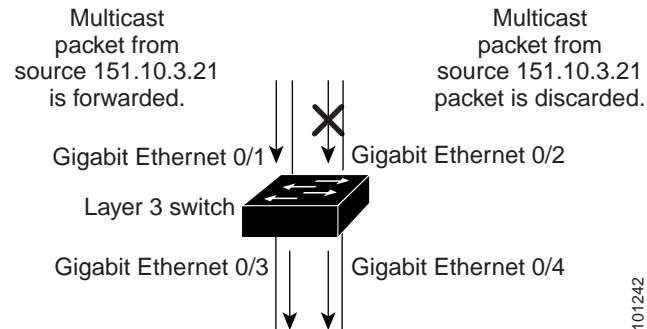 Multicast
packet from
source 151.10.3.21
is forwarded.
Multicast
packet from
source 151.10.3.21
packet is discarded.
Gigabit Ethernet 0/1
Gigabit Ethernet 0/2
Layer 3 switch
Gigabit Ethernet 0/3
Gigabit Ethernet 0/4
101242